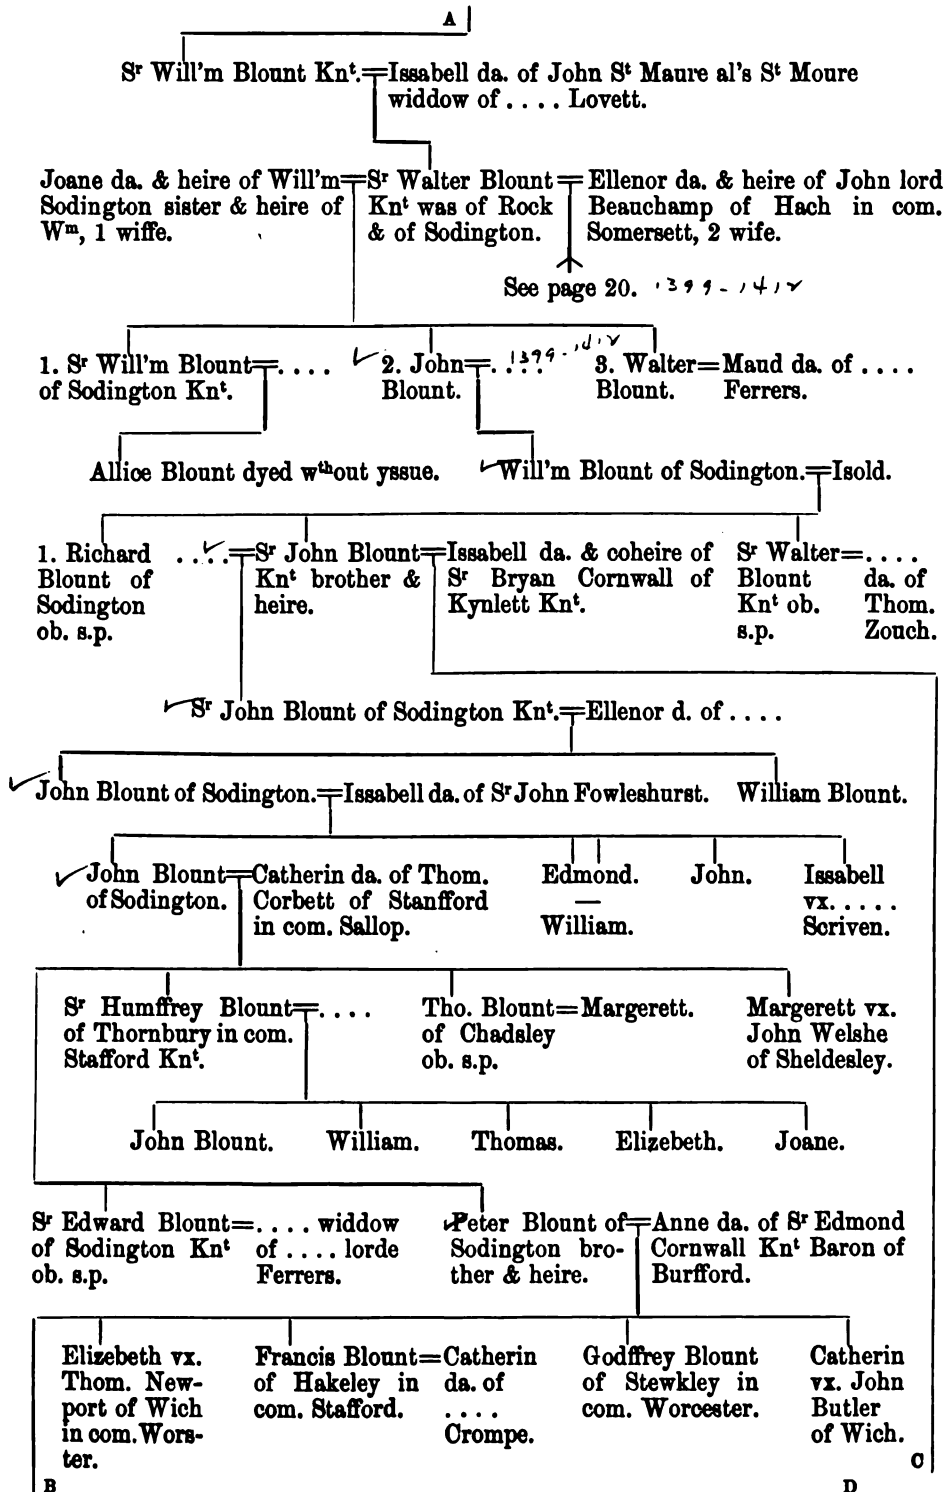 A
Sr Will'm Blount Knt.=Issabell da. of John St Maure al's St Moure
widdow of .... Lovett.
Joane da. & heire of Will'm
Sodington sister & heire of
Wm, 1 wiffe.
=Sr Walter Blount=
Knt was of Rock
& of Sodington.
Ellenor da. & heire of John lord
Beauchamp of Hach in com.
Somersett, 2 wife.
See page 20. 1399-1412
1. Sr Will'm Blount=....
of Sodington Knt.
2. John=....
Blount.
1399-1412
3. Walter=Maud da. of ....
Blount. Ferrers.
Allice Blount dyed wthout yssue.
Will'm Blount of Sodington.=Isold.
1. Richard
Blount of
Sodington
ob. s.p.
....=Sr John Blount=
Knt brother &
heire.
Issabell da. & coheire of
Sr Bryan Cornwall of
Kynlett Knt.
Sr Walter=....
Blount da. of
Knt ob. Thom.
s.p. Zouch.
Sr John Blount of Sodington Knt.=Ellenor d. of ....
John Blount of Sodington.=Issabell da. of Sr John Fowleshurst.
William Blount.
John Blount=
of Sodington.
Catherin da. of Thom.
Corbett of Stanfford
in com. Sallop.
Edmond.
—
William.
John.
Issabell
vx.....
Scriven.
Sr Humffrey Blount=....
of Thornbury in com.
Stafford Knt.
Tho. Blount=Margerett.
of Chadsley
ob. s.p.
Margerett vx.
John Welshe
of Sheldesley.
John Blount.
William.
Thomas.
Elizebeth.
Joane.
Sr Edward Blount=.... widdow
of Sodington Knt of .... lorde
ob. s.p. Ferrers.
Peter Blount of=
Sodington bro-
ther & heire.
Anne da. of Sr Edmond
Cornwall Knt Baron of
Burfford.
Elizebeth vx.
Thom. New-
port of Wich
in com. Wors-
ter.
Francis Blount=Catherin
of Hakeley in da. of
com. Stafford. ....
Crompe.
Godffrey Blount
of Stewkley in
com. Worcester.
Catherin
vx. John
Butler
of Wich.
C
B
D